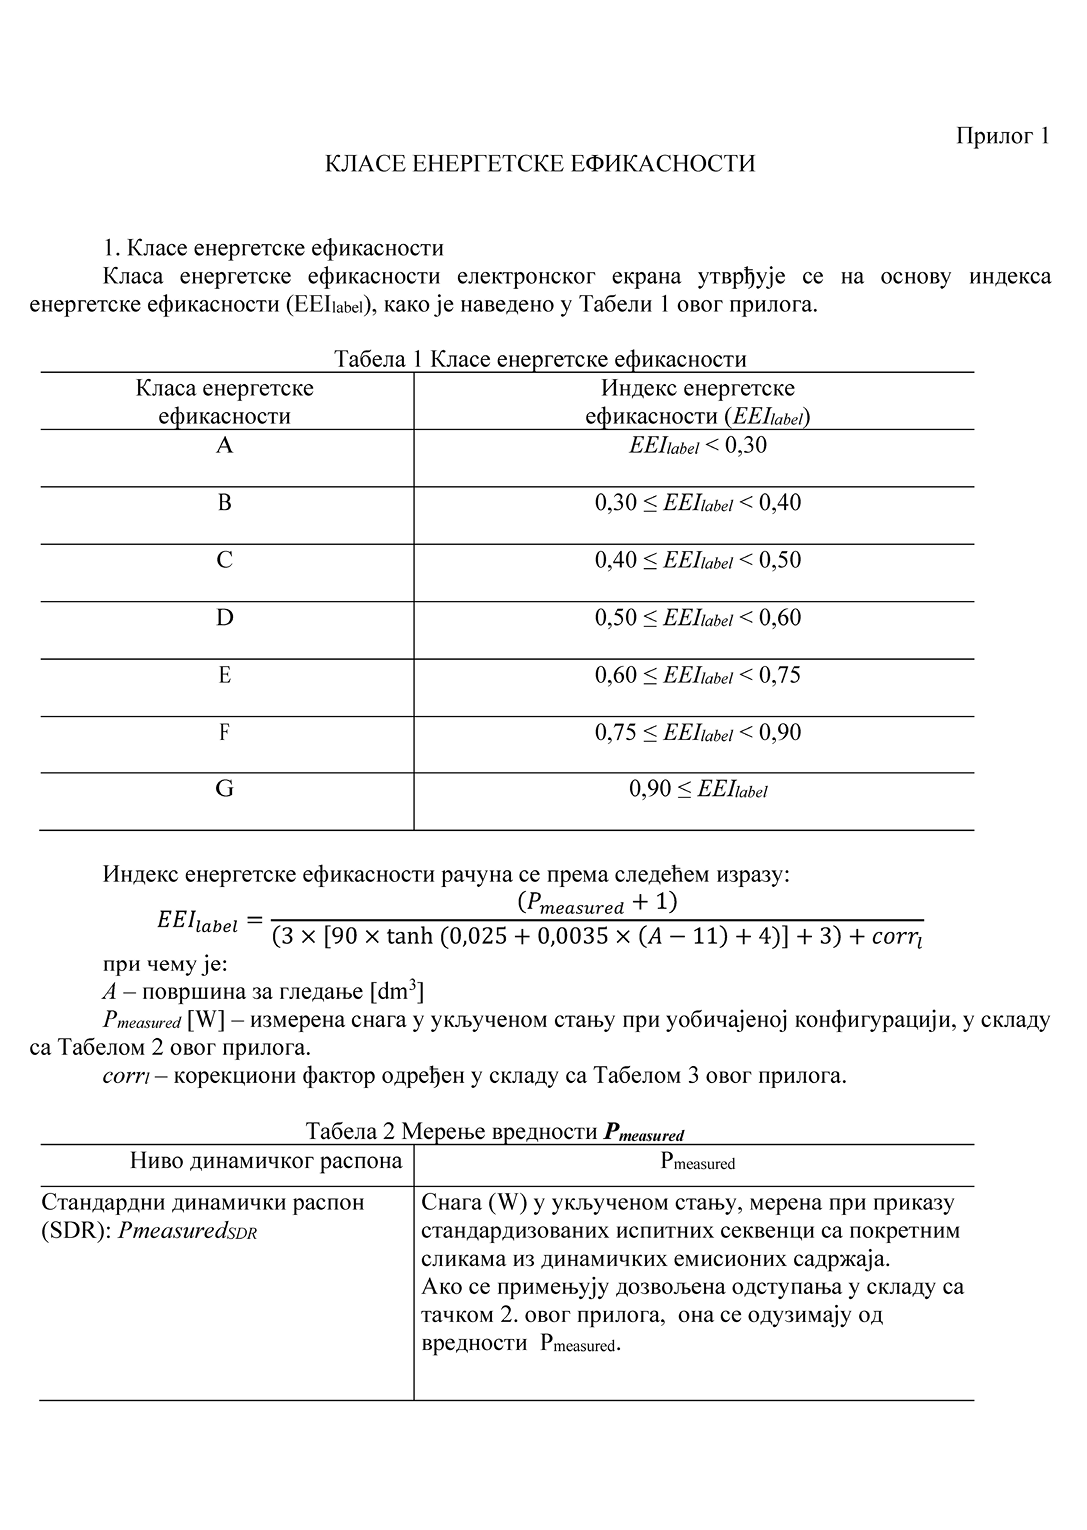 Прилог 1
КЛАСЕ ЕНЕРГЕТСКЕ ЕФИКАСНОСТИ
1. Класе енергетске ефикасности
Класа енергетске ефикасности електронског екрана утврђује се на основу индекса
енергетске ефикасности (EEIlabel), како је наведено у Табели 1 овог прилога.
Табела 1 Класе енергетске ефикасности
Класа енергетске
ефикасности
Индекс енергетске
ефикасности (EEIlabel)
A
EEIlabel < 0,30
B
0,30 ≤ EEIlabel < 0,40
C
0,40 ≤ EEIlabel < 0,50
D
0,50 ≤ EEIlabel < 0,60
E
0,60 ≤ EEIlabel < 0,75
F
0,75 ≤ EEIlabel < 0,90
G
0,90 ≤ EEIlabel
Индекс енергетске ефикасности рачуна се према следећем изразу:
(Pmeasured + 1)
EEIlabel =
(3 × [90 × tanh (0,025 + 0,0035 × (A − 11) + 4)] + 3) + corrl
при чему је:
A – површина за гледање [dm³]
Pmeasured [W] – измерена снага у укљученом стању при уобичајеној конфигурацији, у складу
са Табелом 2 овог прилога.
corrl – корекциони фактор одређен у складу са Табелом 3 овог прилога.
Табела 2 Мерење вредности Pmeasured
Ниво динамичког распона
Pmeasured
Стандардни динамички распон
(SDR): PmeasuredSDR
Снага (W) у укљученом стању, мерена при приказу
стандардизованих испитних секвенци са покретним
сликама из динамичких емисионих садржаја.
Ако се примењују дозвољена одступања у складу са
тачком 2. овог прилога, она се одузимају од
вредности Pmeasured.